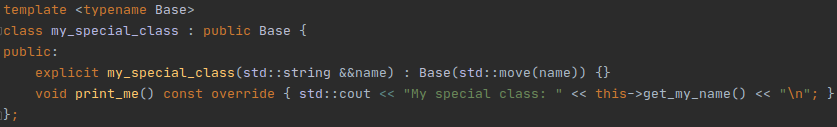 template <typename Base>
class my_special_class : public Base {
public:
    explicit my_special_class(std::string &&name) : Base(std::move(name)) {}
    void print_me() const override { std::cout << "My special class: " << this->get_my_name() << "\n"; }
};